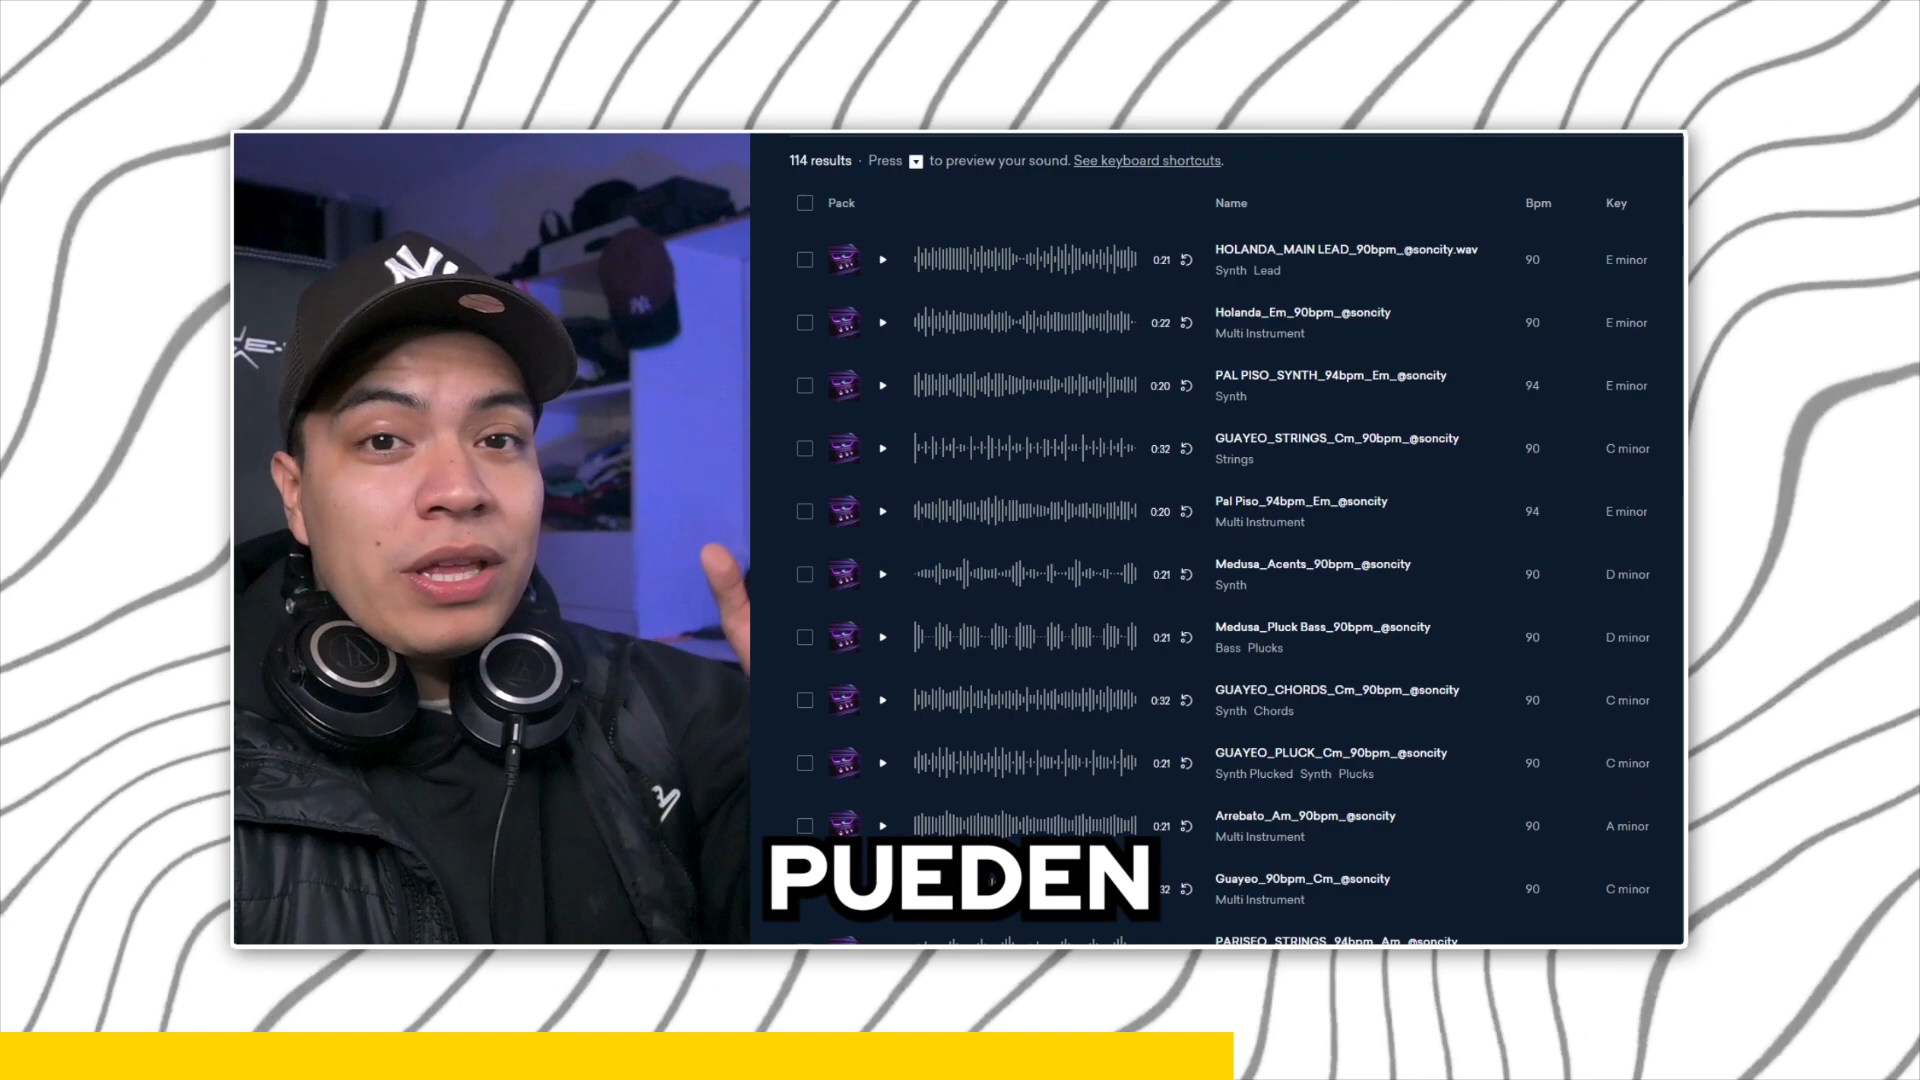 114 results · Press to preview your sound. See keyboard shortcuts.
Pack Name Bpm Key
HOLANDA_MAIN LEAD_90bpm_@soncity.wav
0:21 90 E minor
Synth Lead
Holanda_Em_90bpm_@soncity
0:22 90 E minor
Multi Instrument
PAL PISO_SYNTH_94bpm_Em_@soncity
0:20 94 E minor
Synth
GUAYEO_STRINGS_Cm_90bpm_@soncity
0:32 90 C minor
Strings
Pal Piso_94bpm_Em_@soncity
0:20 94 E minor
Multi Instrument
Medusa_Acents_90bpm_@soncity
0:21 90 D minor
Synth
Medusa_Pluck Bass_90bpm_@soncity
0:21 90 D minor
Bass Plucks
GUAYEO_CHORDS_Cm_90bpm_@soncity
0:32 90 C minor
Synth Chords
GUAYEO_PLUCK_Cm_90bpm_@soncity
0:21 90 C minor
Synth Plucked Synth Plucks
Arrebato_Am_90bpm_@soncity
0:21 90 A minor
Multi Instrument
Guayeo_90bpm_Cm_@soncity
32 90 C minor
Multi Instrument
PARISEO_STRINGS_94bpm_Am_@soncity
PUEDEN
NY